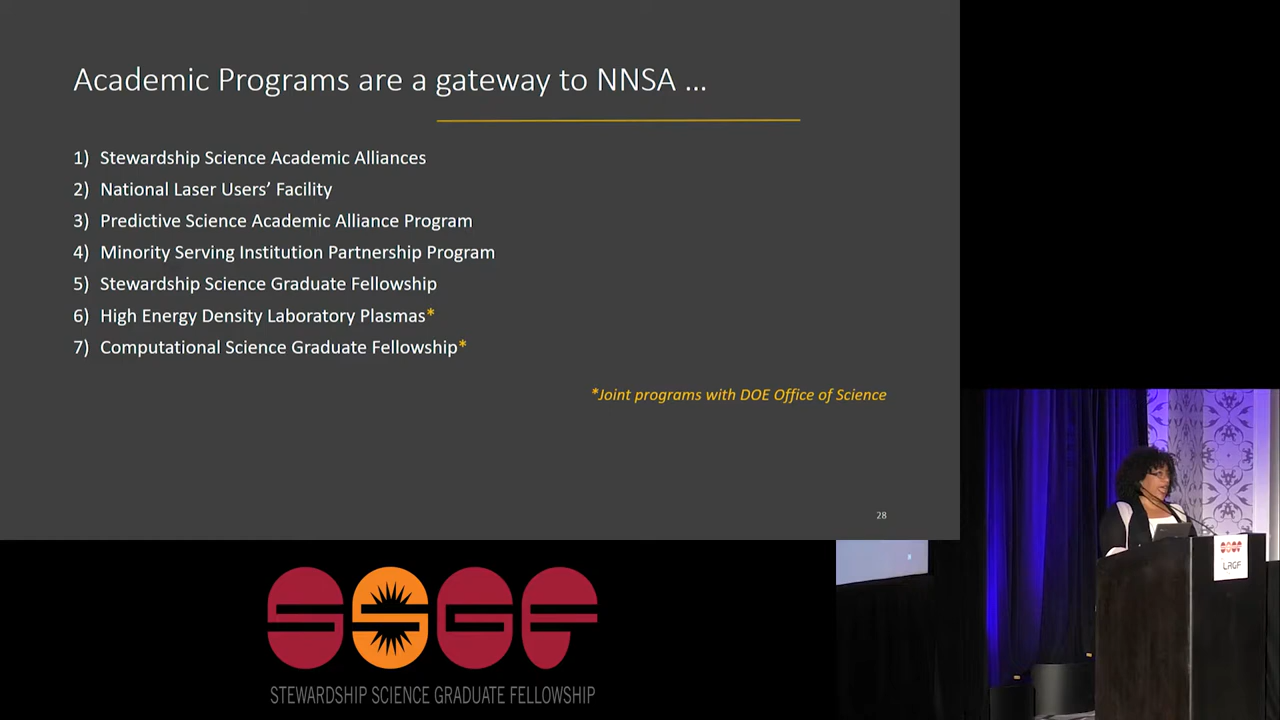 Academic Programs are a gateway to NNSA ...
1) Stewardship Science Academic Alliances
2) National Laser Users’ Facility
3) Predictive Science Academic Alliance Program
4) Minority Serving Institution Partnership Program
5) Stewardship Science Graduate Fellowship
6) High Energy Density Laboratory Plasmas*
7) Computational Science Graduate Fellowship*
*Joint programs with DOE Office of Science
28
SSGF
STEWARDSHIP SCIENCE GRADUATE FELLOWSHIP
SSGF
LRGF